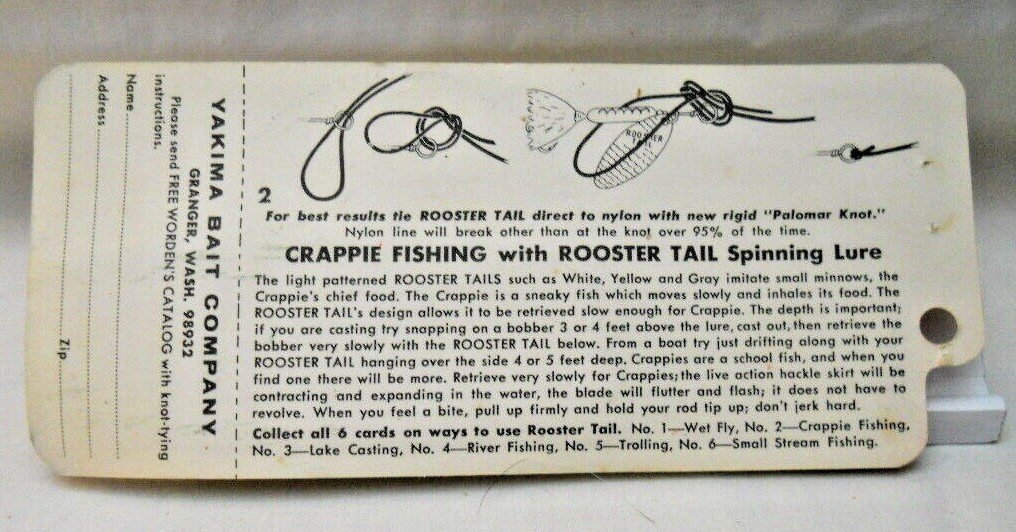 YAKIMA BAIT COMPANY
GRANGER, WASH. 98932
Please send FREE WORDEN'S CATALOG with knot-tying
instructions.
Name
Address
Zip
ROOSTER
TAIL
2
For best results tie ROOSTER TAIL direct to nylon with new rigid "Palomar Knot."
Nylon line will break other than at the knot over 95% of the time.
CRAPPIE FISHING with ROOSTER TAIL Spinning Lure
The light patterned ROOSTER TAILS such as White, Yellow and Gray imitate small minnows, the
Crappie's chief food. The Crappie is a sneaky fish which moves slowly and inhales its food. The
ROOSTER TAIL's design allows it to be retrieved slow enough for Crappie. The depth is important;
if you are casting try snapping on a bobber 3 or 4 feet above the lure, cast out, then retrieve the
bobber very slowly with the ROOSTER TAIL below. From a boat try just drifting along with your
ROOSTER TAIL hanging over the side 4 or 5 feet deep. Crappies are a school fish, and when you
find one there will be more. Retrieve very slowly for Crappies; the live action hackle skirt will be
contracting and expanding in the water, the blade will flutter and flash; it does not have to
revolve. When you feel a bite, pull up firmly and hold your rod tip up; don't jerk hard.
Collect all 6 cards on ways to use Rooster Tail. No. 1—Wet Fly, No. 2—Crappie Fishing,
No. 3—Lake Casting, No. 4—River Fishing, No. 5—Trolling, No. 6—Small Stream Fishing.